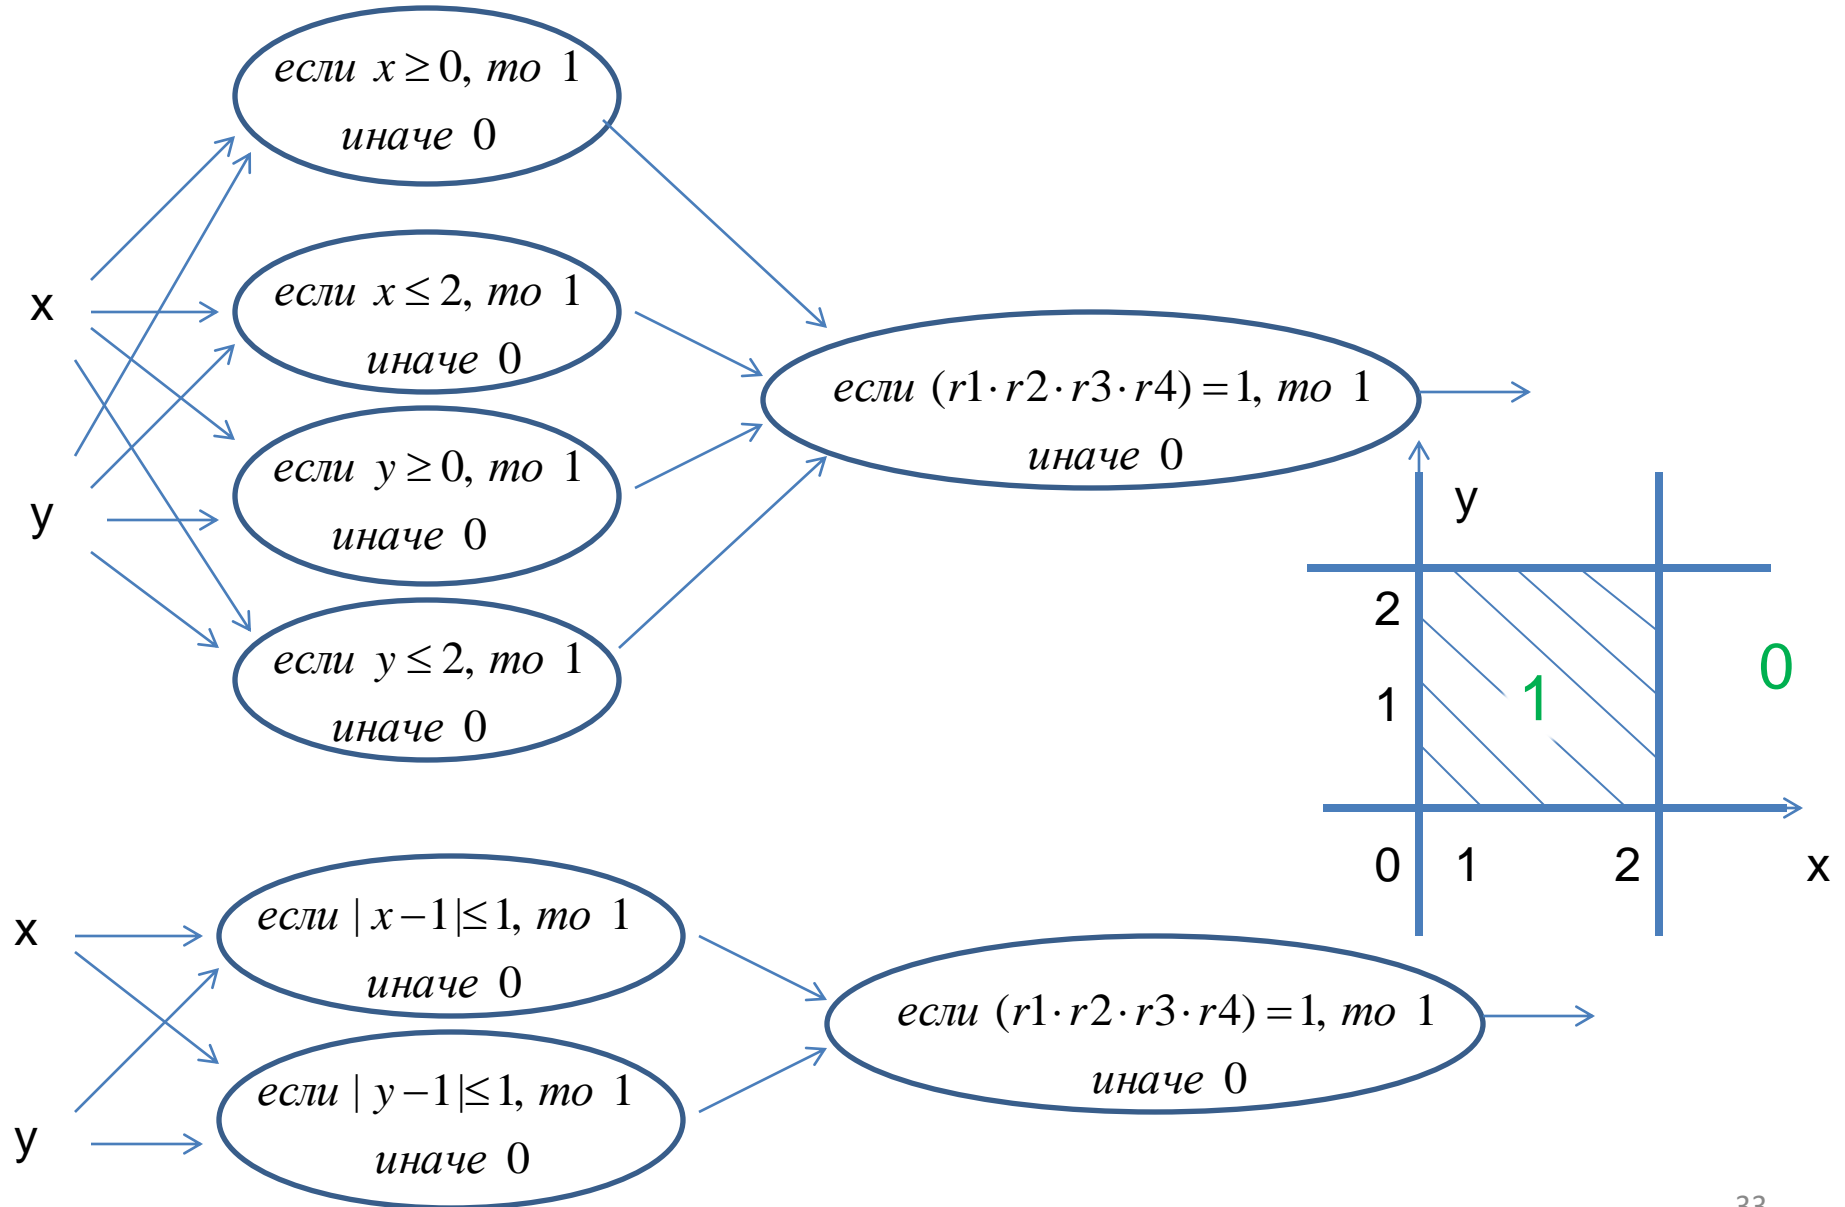 если x ≥ 0, то 1
иначе 0
если x ≤ 2, то 1
иначе 0
если y ≥ 0, то 1
иначе 0
если y ≤ 2, то 1
иначе 0
x
y
если (r1·r2·r3·r4) = 1, то 1
иначе 0
y
2
1
1
0
0
1
2
x
x
y
если | x−1|≤1, то 1
иначе 0
если | y−1|≤1, то 1
иначе 0
если (r1·r2·r3·r4) = 1, то 1
иначе 0
33